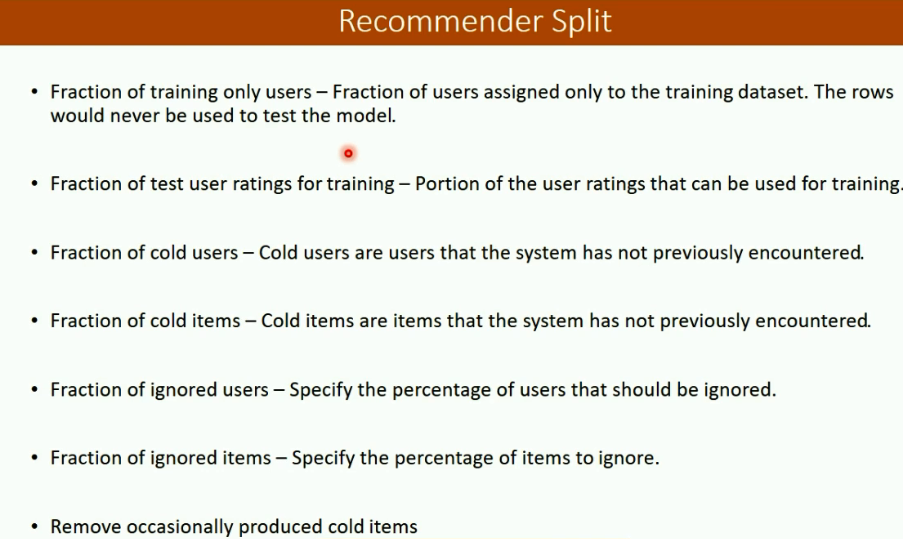 Recommender Split
• Fraction of training only users – Fraction of users assigned only to the training dataset. The rows
would never be used to test the model.
• Fraction of test user ratings for training – Portion of the user ratings that can be used for training.
• Fraction of cold users – Cold users are users that the system has not previously encountered.
• Fraction of cold items – Cold items are items that the system has not previously encountered.
• Fraction of ignored users – Specify the percentage of users that should be ignored.
• Fraction of ignored items – Specify the percentage of items to ignore.
• Remove occasionally produced cold items